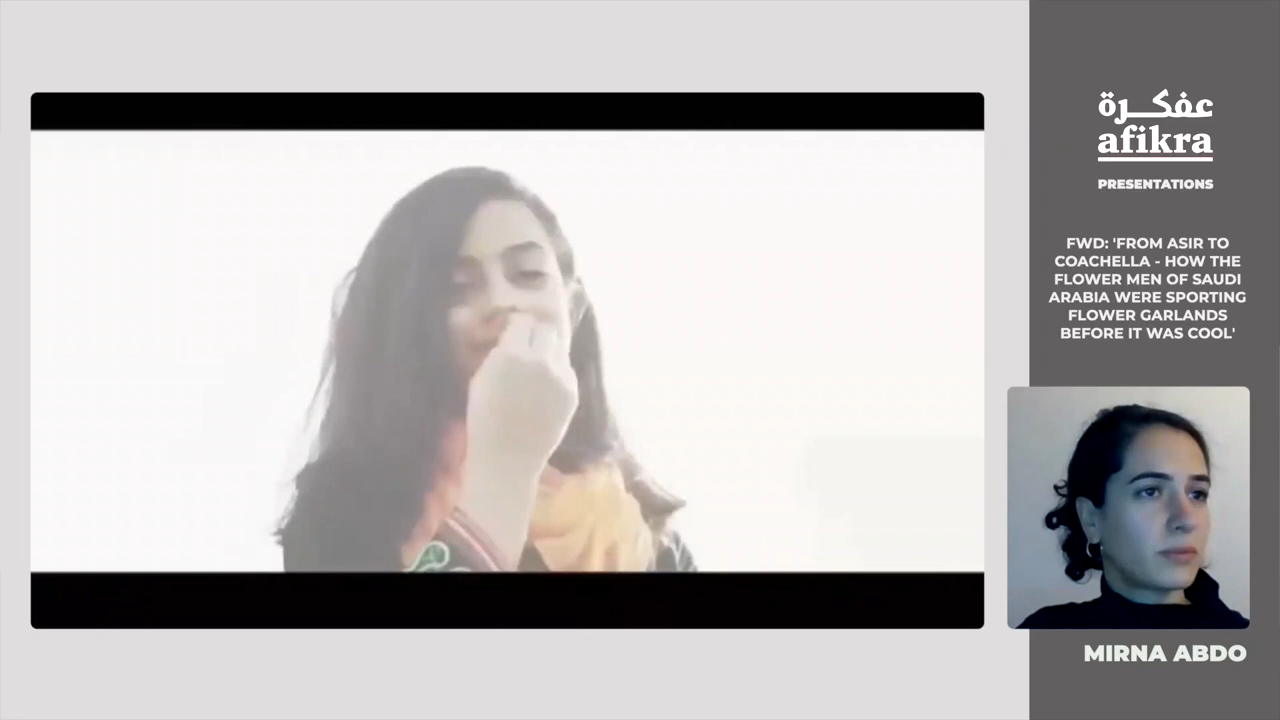 عفكرة
afikra
PRESENTATIONS
FWD: 'FROM ASIR TO
COACHELLA - HOW THE
FLOWER MEN OF SAUDI
ARABIA WERE SPORTING
FLOWER GARLANDS
BEFORE IT WAS COOL'
MIRNA ABDO